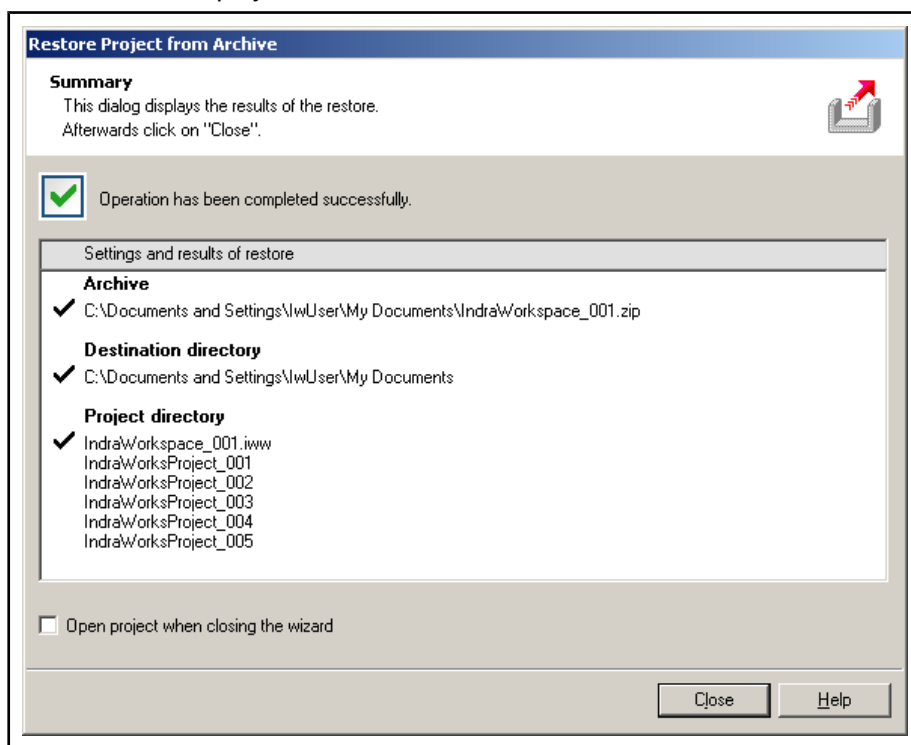 Restore Project from Archive
Summary
This dialog displays the results of the restore.
Afterwards click on "Close".
Operation has been completed successfully.
Settings and results of restore
Archive
C:\Documents and Settings\IwUser\My Documents\IndraWorkspace_001.zip
Destination directory
C:\Documents and Settings\IwUser\My Documents
Project directory
IndraWorkspace_001.iww
IndraWorksProject_001
IndraWorksProject_002
IndraWorksProject_003
IndraWorksProject_004
IndraWorksProject_005
Open project when closing the wizard
Close Help